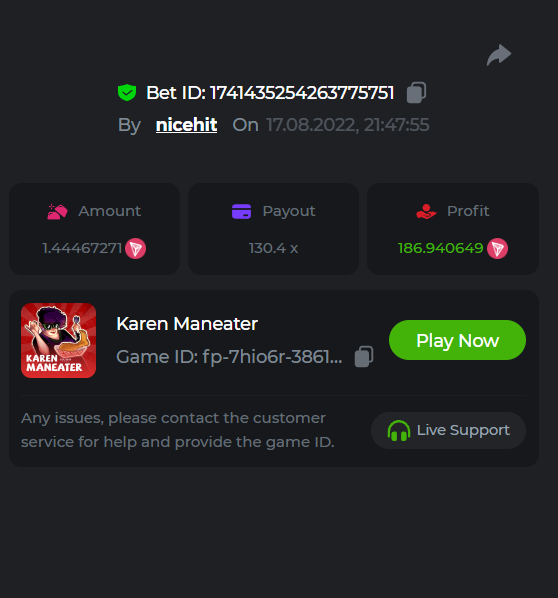 Bet ID: 1741435254263775751
By nicehit On 17.08.2022, 21:47:55
Amount Payout Profit
1.44467271 130.4 x 186.940649
KAREN
MANEATER
Karen Maneater
Game ID: fp-7hio6r-3861...
Play Now
Any issues, please contact the customer
service for help and provide the game ID.
Live Support